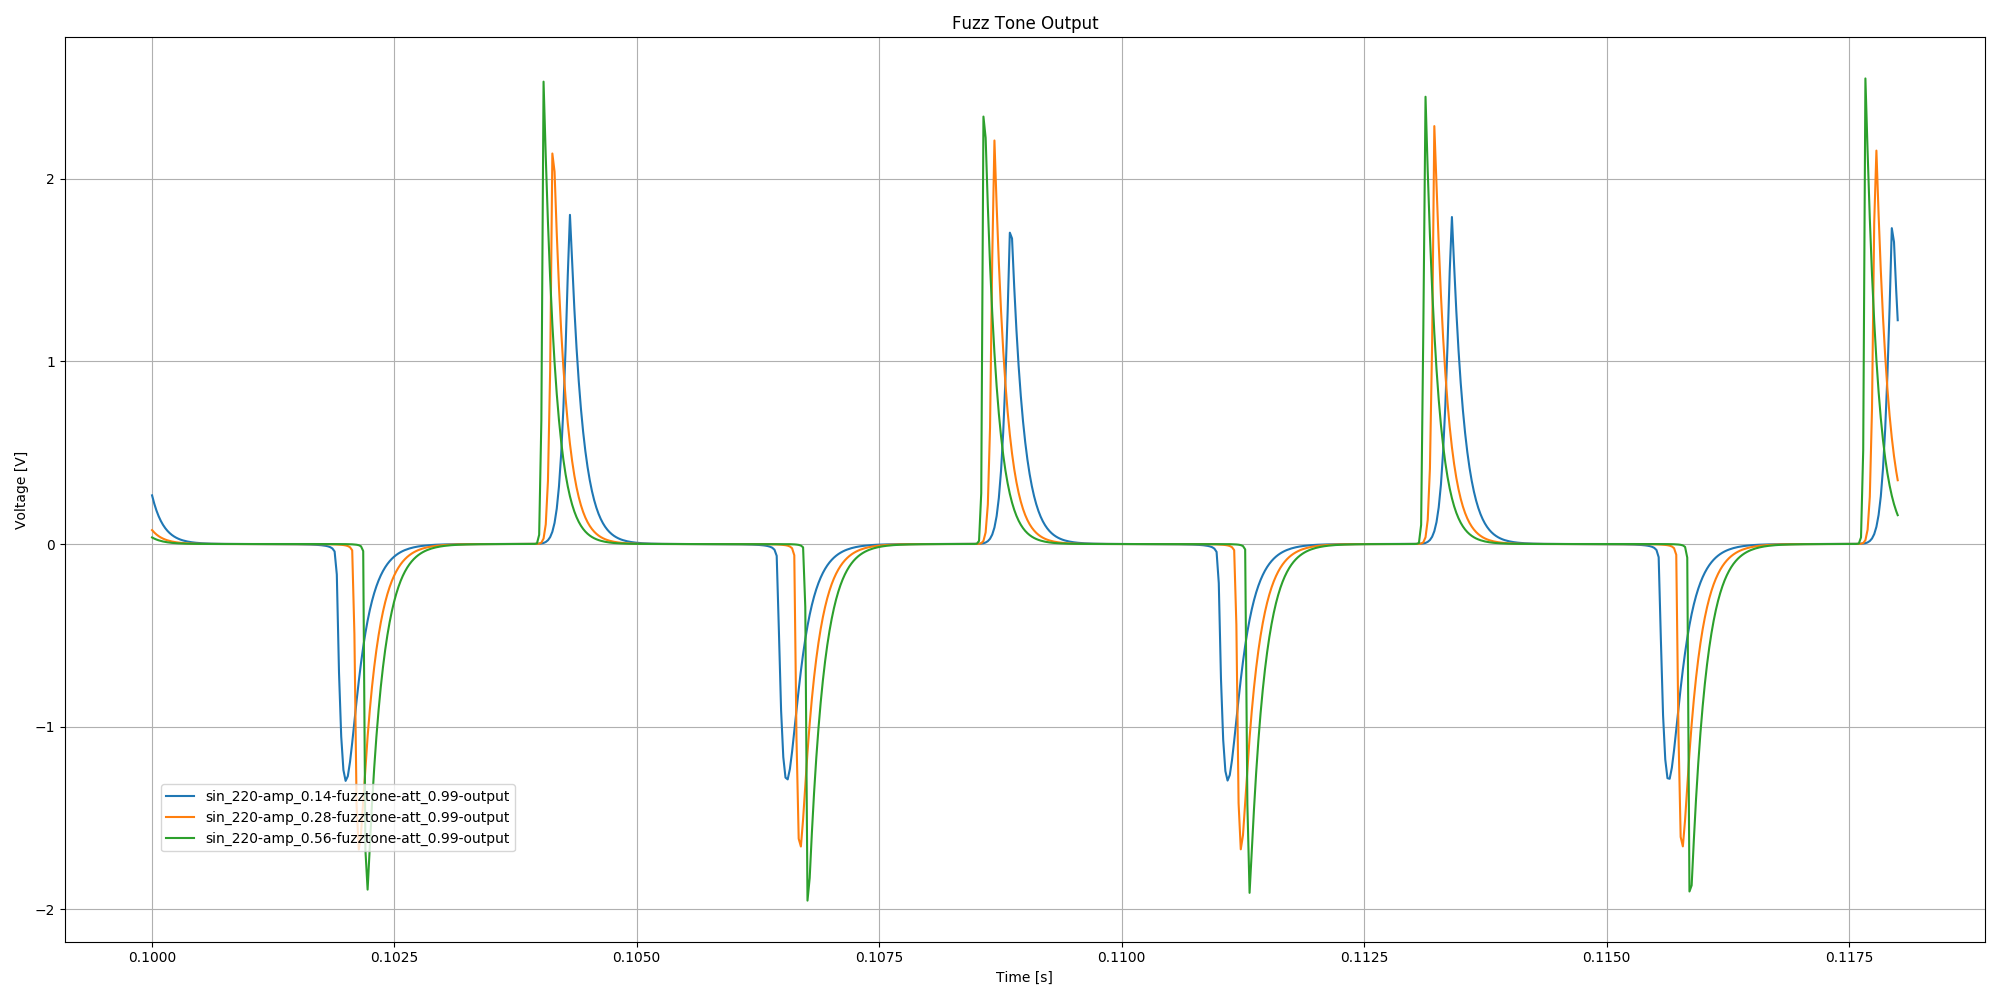 Fuzz Tone Output
Voltage [V]
2
1
0
−1
−2
sin_220-amp_0.14-fuzztone-att_0.99-output
sin_220-amp_0.28-fuzztone-att_0.99-output
sin_220-amp_0.56-fuzztone-att_0.99-output
0.1000 0.1025 0.1050 0.1075 0.1100 0.1125 0.1150 0.1175
Time [s]